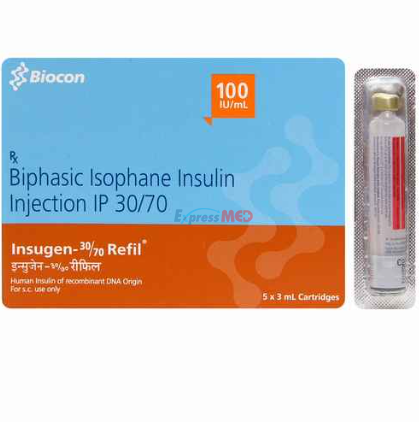 Biocon
100
IU/mL
Rx
Biphasic Isophane Insulin
Injection IP 30/70
ExpressMED
Insugen-30/70 Refil*
इन्सुजेन-३०/७० रीफिल
Human Insulin of recombinant DNA Origin
For s.c. use only
5 x 3 mL Cartridges